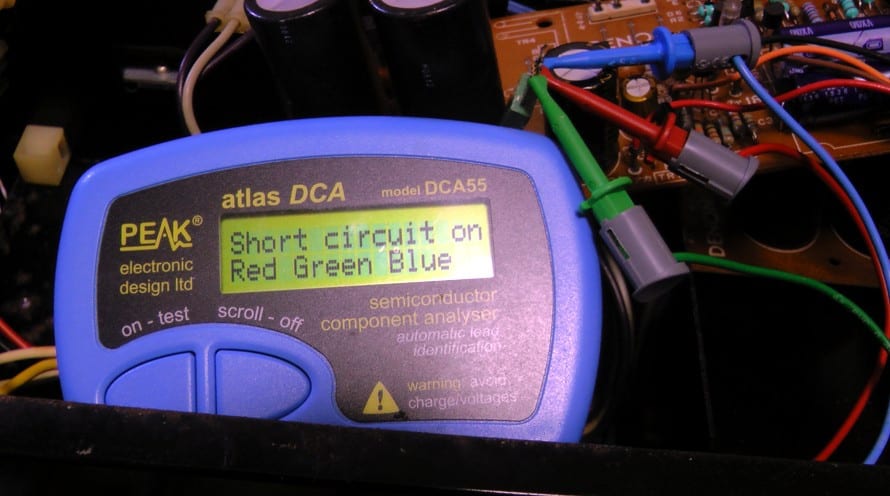 atlas DCA
model DCA55
PEAK®
electronic
design ltd
Short circuit on
Red Green Blue
on - test
scroll - off
semiconductor
component analyser
automatic lead
identification
warning: avoid
charge/voltages
TR4